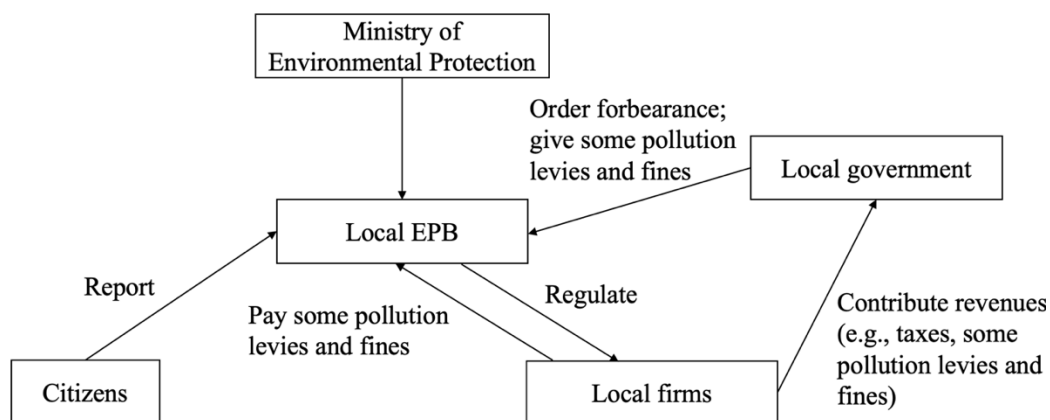 Ministry of
Environmental Protection
Order forbearance;
give some pollution
levies and fines
Local government
Local EPB
Report
Regulate
Pay some pollution
levies and fines
Contribute revenues
(e.g., taxes, some
pollution levies and
fines)
Citizens
Local firms